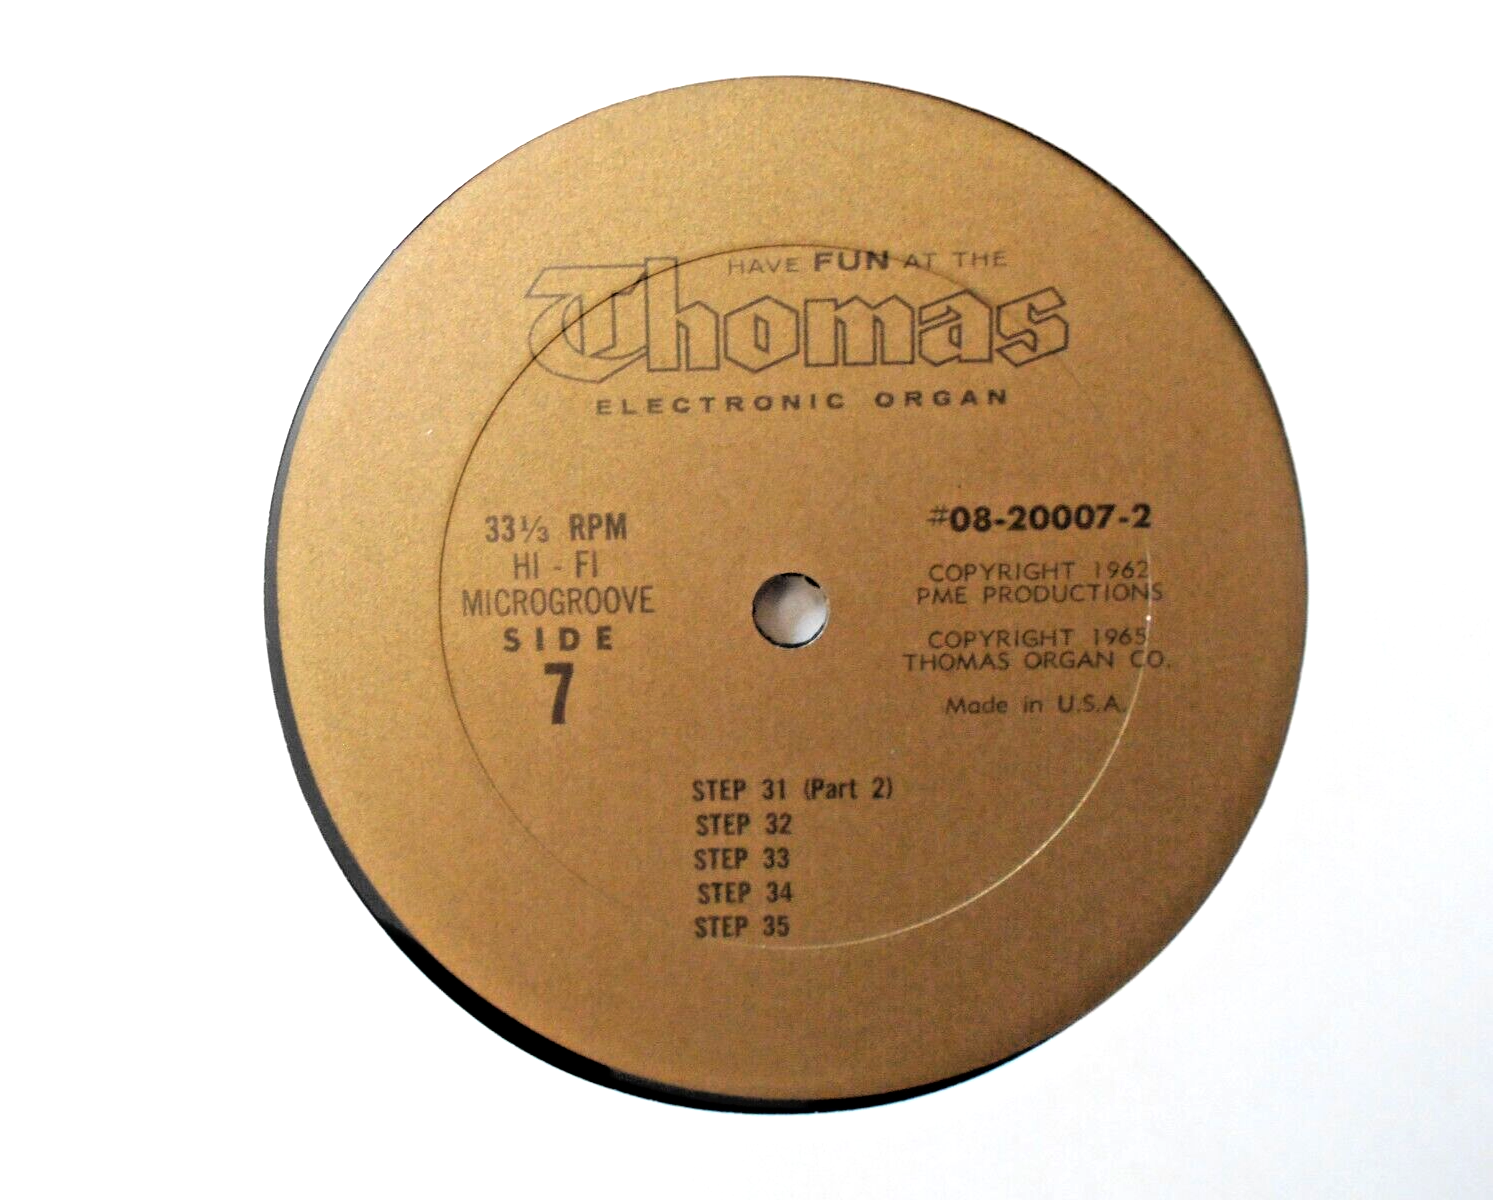 HAVE FUN AT THE
Thomas
ELECTRONIC ORGAN
33⅓ RPM
HI - FI
MICROGROOVE
SIDE
7
#08-20007-2
COPYRIGHT 1962
PME PRODUCTIONS
COPYRIGHT 1965
THOMAS ORGAN CO.
Made in U.S.A.
STEP 31 (Part 2)
STEP 32
STEP 33
STEP 34
STEP 35